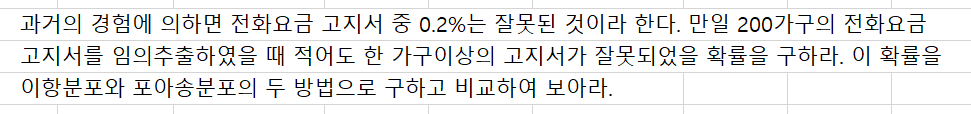 과거의 경험에 의하면 전화요금 고지서 중 0.2%는 잘못된 것이라 한다. 만일 200가구의 전화요금
고지서를 임의추출하였을 때 적어도 한 가구이상의 고지서가 잘못되었을 확률을 구하라. 이 확률을
이항분포와 포아송분포의 두 방법으로 구하고 비교하여 보아라.